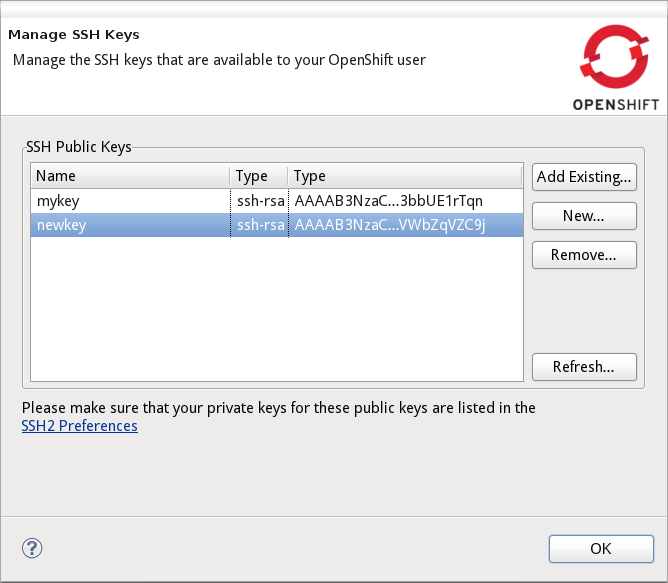 Manage SSH Keys
Manage the SSH keys that are available to your OpenShift user
OPENSHIFT
SSH Public Keys
Name Type Type
mykey ssh-rsa AAAAB3NzaC...3bbUE1rTqn
newkey ssh-rsa AAAAB3NzaC...VWbZqVZC9j
Add Existing...
New...
Remove...
Refresh...
Please make sure that your private keys for these public keys are listed in the
SSH2 Preferences
?
OK